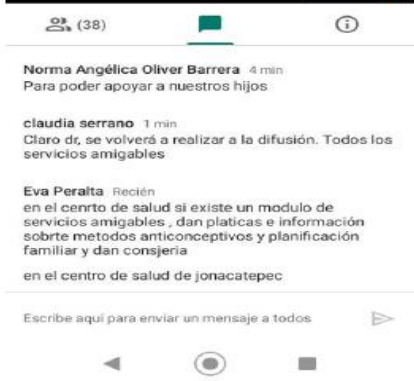 (38)
Norma Angélica Oliver Barrera 4 min
Para poder apoyar a nuestros hijos
claudia serrano 1 min
Claro dr, se volverá a realizar a la difusión. Todos los
servicios amigables
Eva Peralta Recién
en el cenrto de salud si existe un modulo de
servicios amigables , dan platicas e información
sobrte metodos anticonceptivos y planificación
familiar y dan consjeria
en el centro de salud de jonacatepec
Escribe aquí para enviar un mensaje a todos